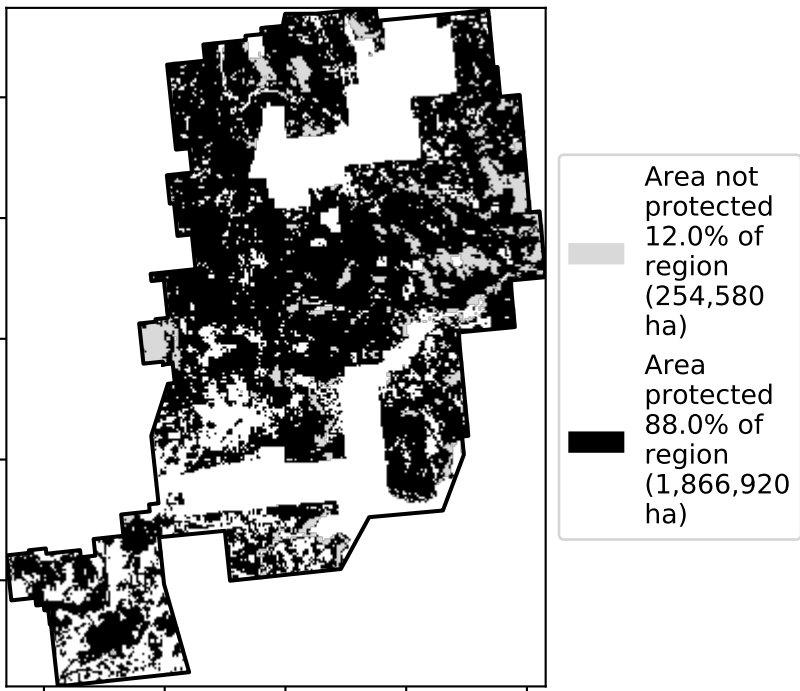 Area not
protected
12.0% of
region
(254,580
ha)
Area
protected
88.0% of
region
(1,866,920
ha)